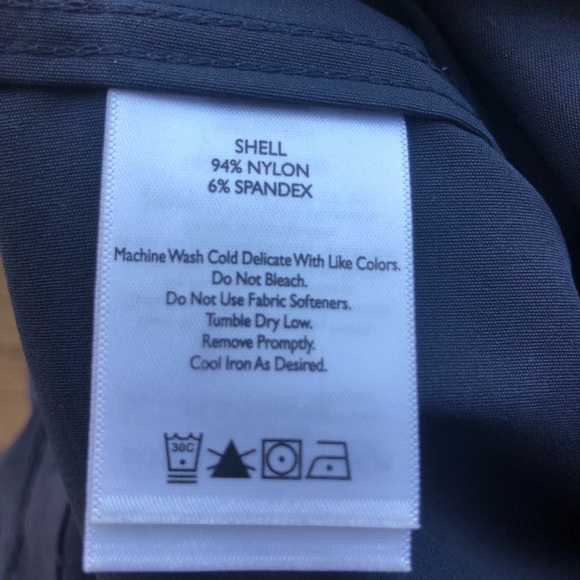 SHELL
94% NYLON
6% SPANDEX
Machine Wash Cold Delicate With Like Colors.
Do Not Bleach.
Do Not Use Fabric Softeners.
Tumble Dry Low.
Remove Promptly.
Cool Iron As Desired.
30C